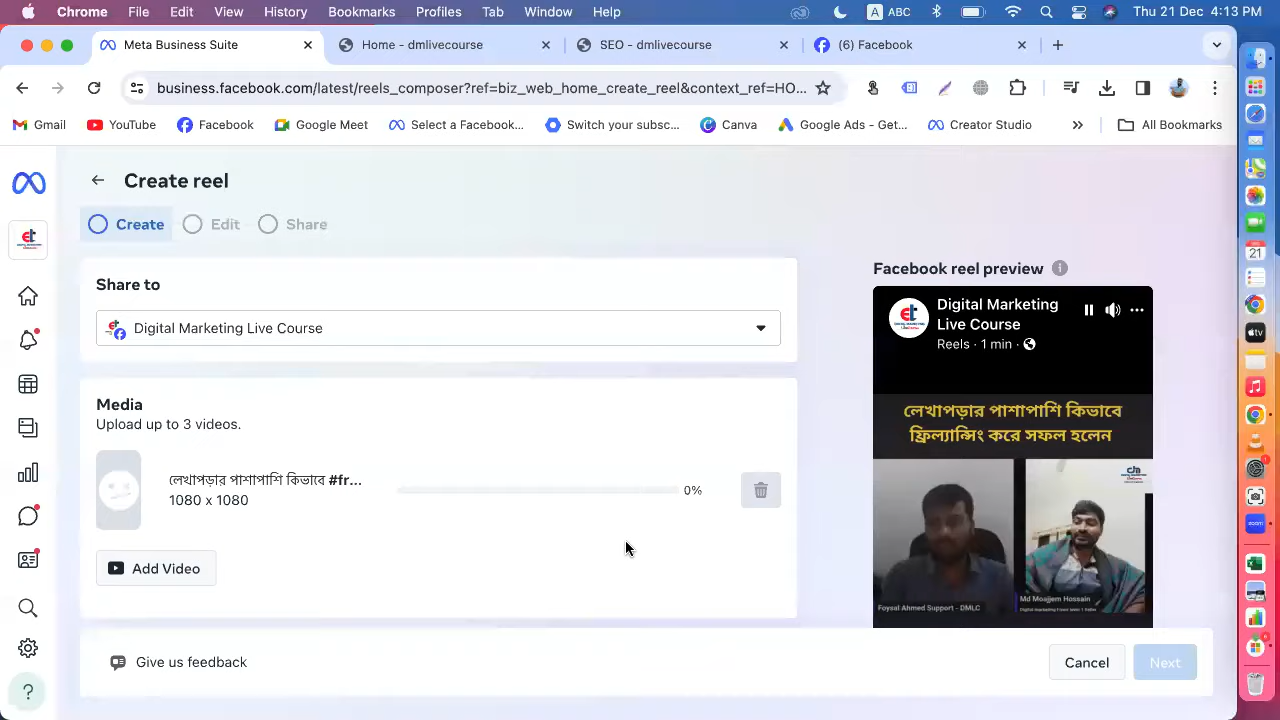 Chrome File Edit View History Bookmarks Profiles Tab Window Help A ABC Thu 21 Dec 4:13 PM
Meta Business Suite
Home - dmlivecourse
SEO - dmlivecourse
(6) Facebook
business.facebook.com/latest/reels_composer?ref=biz_web_home_create_reel&context_ref=HO...
Gmail YouTube Facebook Google Meet Select a Facebook... Switch your subsc... Canva Google Ads - Get... Creator Studio » All Bookmarks
Create reel
Create Edit Share
Share to
Digital Marketing Live Course
Media
Upload up to 3 videos.
লেখাপড়ার পাশাপাশি কিভাবে #fr...
1080 x 1080
0%
Add Video
Give us feedback
Facebook reel preview
Digital Marketing
Live Course
Reels · 1 min ·
লেখাপড়ার পাশাপাশি কিভাবে
ফ্রিল্যান্সিং করে সফল হলেন
Foysal Ahmed Support - DMLC
Md Moajjem Hossain
Cancel
Next